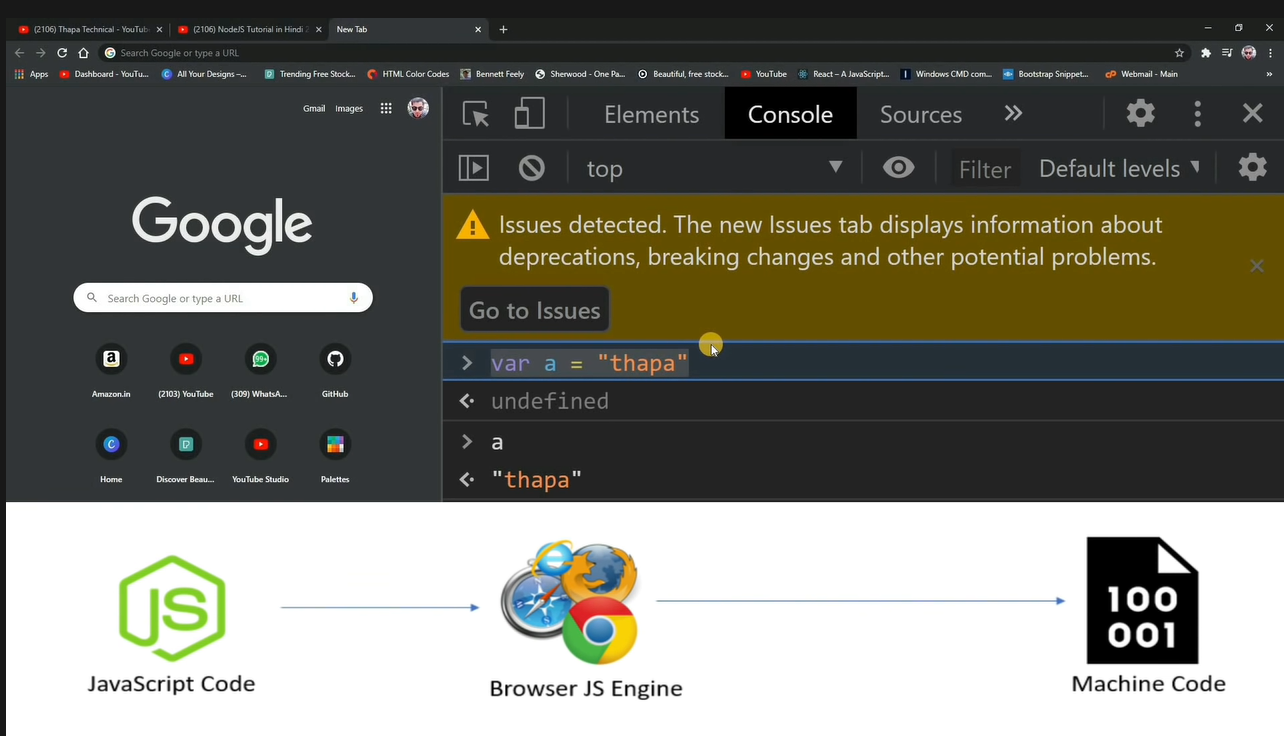 (2106) Thapa Technical - YouTube
(2106) NodeJS Tutorial in Hindi 2
New Tab
Search Google or type a URL
Apps
Dashboard - YouTu...
All Your Designs –...
Trending Free Stock...
HTML Color Codes
Bennett Feely
Sherwood - One Pa...
Beautiful, free stock...
YouTube
React – A JavaScript...
Windows CMD com...
Bootstrap Snippet...
Webmail - Main
»
Gmail Images
Google
Search Google or type a URL
99+
Amazon.in
(2103) YouTube
(309) WhatsA...
GitHub
Home
Discover Beau...
YouTube Studio
Palettes
Elements Console Sources »
top Filter Default levels
Issues detected. The new Issues tab displays information about
deprecations, breaking changes and other potential problems.
Go to Issues
> var a = "thapa"
undefined
> a
"thapa"
JS
JavaScript Code
Browser JS Engine
100
001
Machine Code